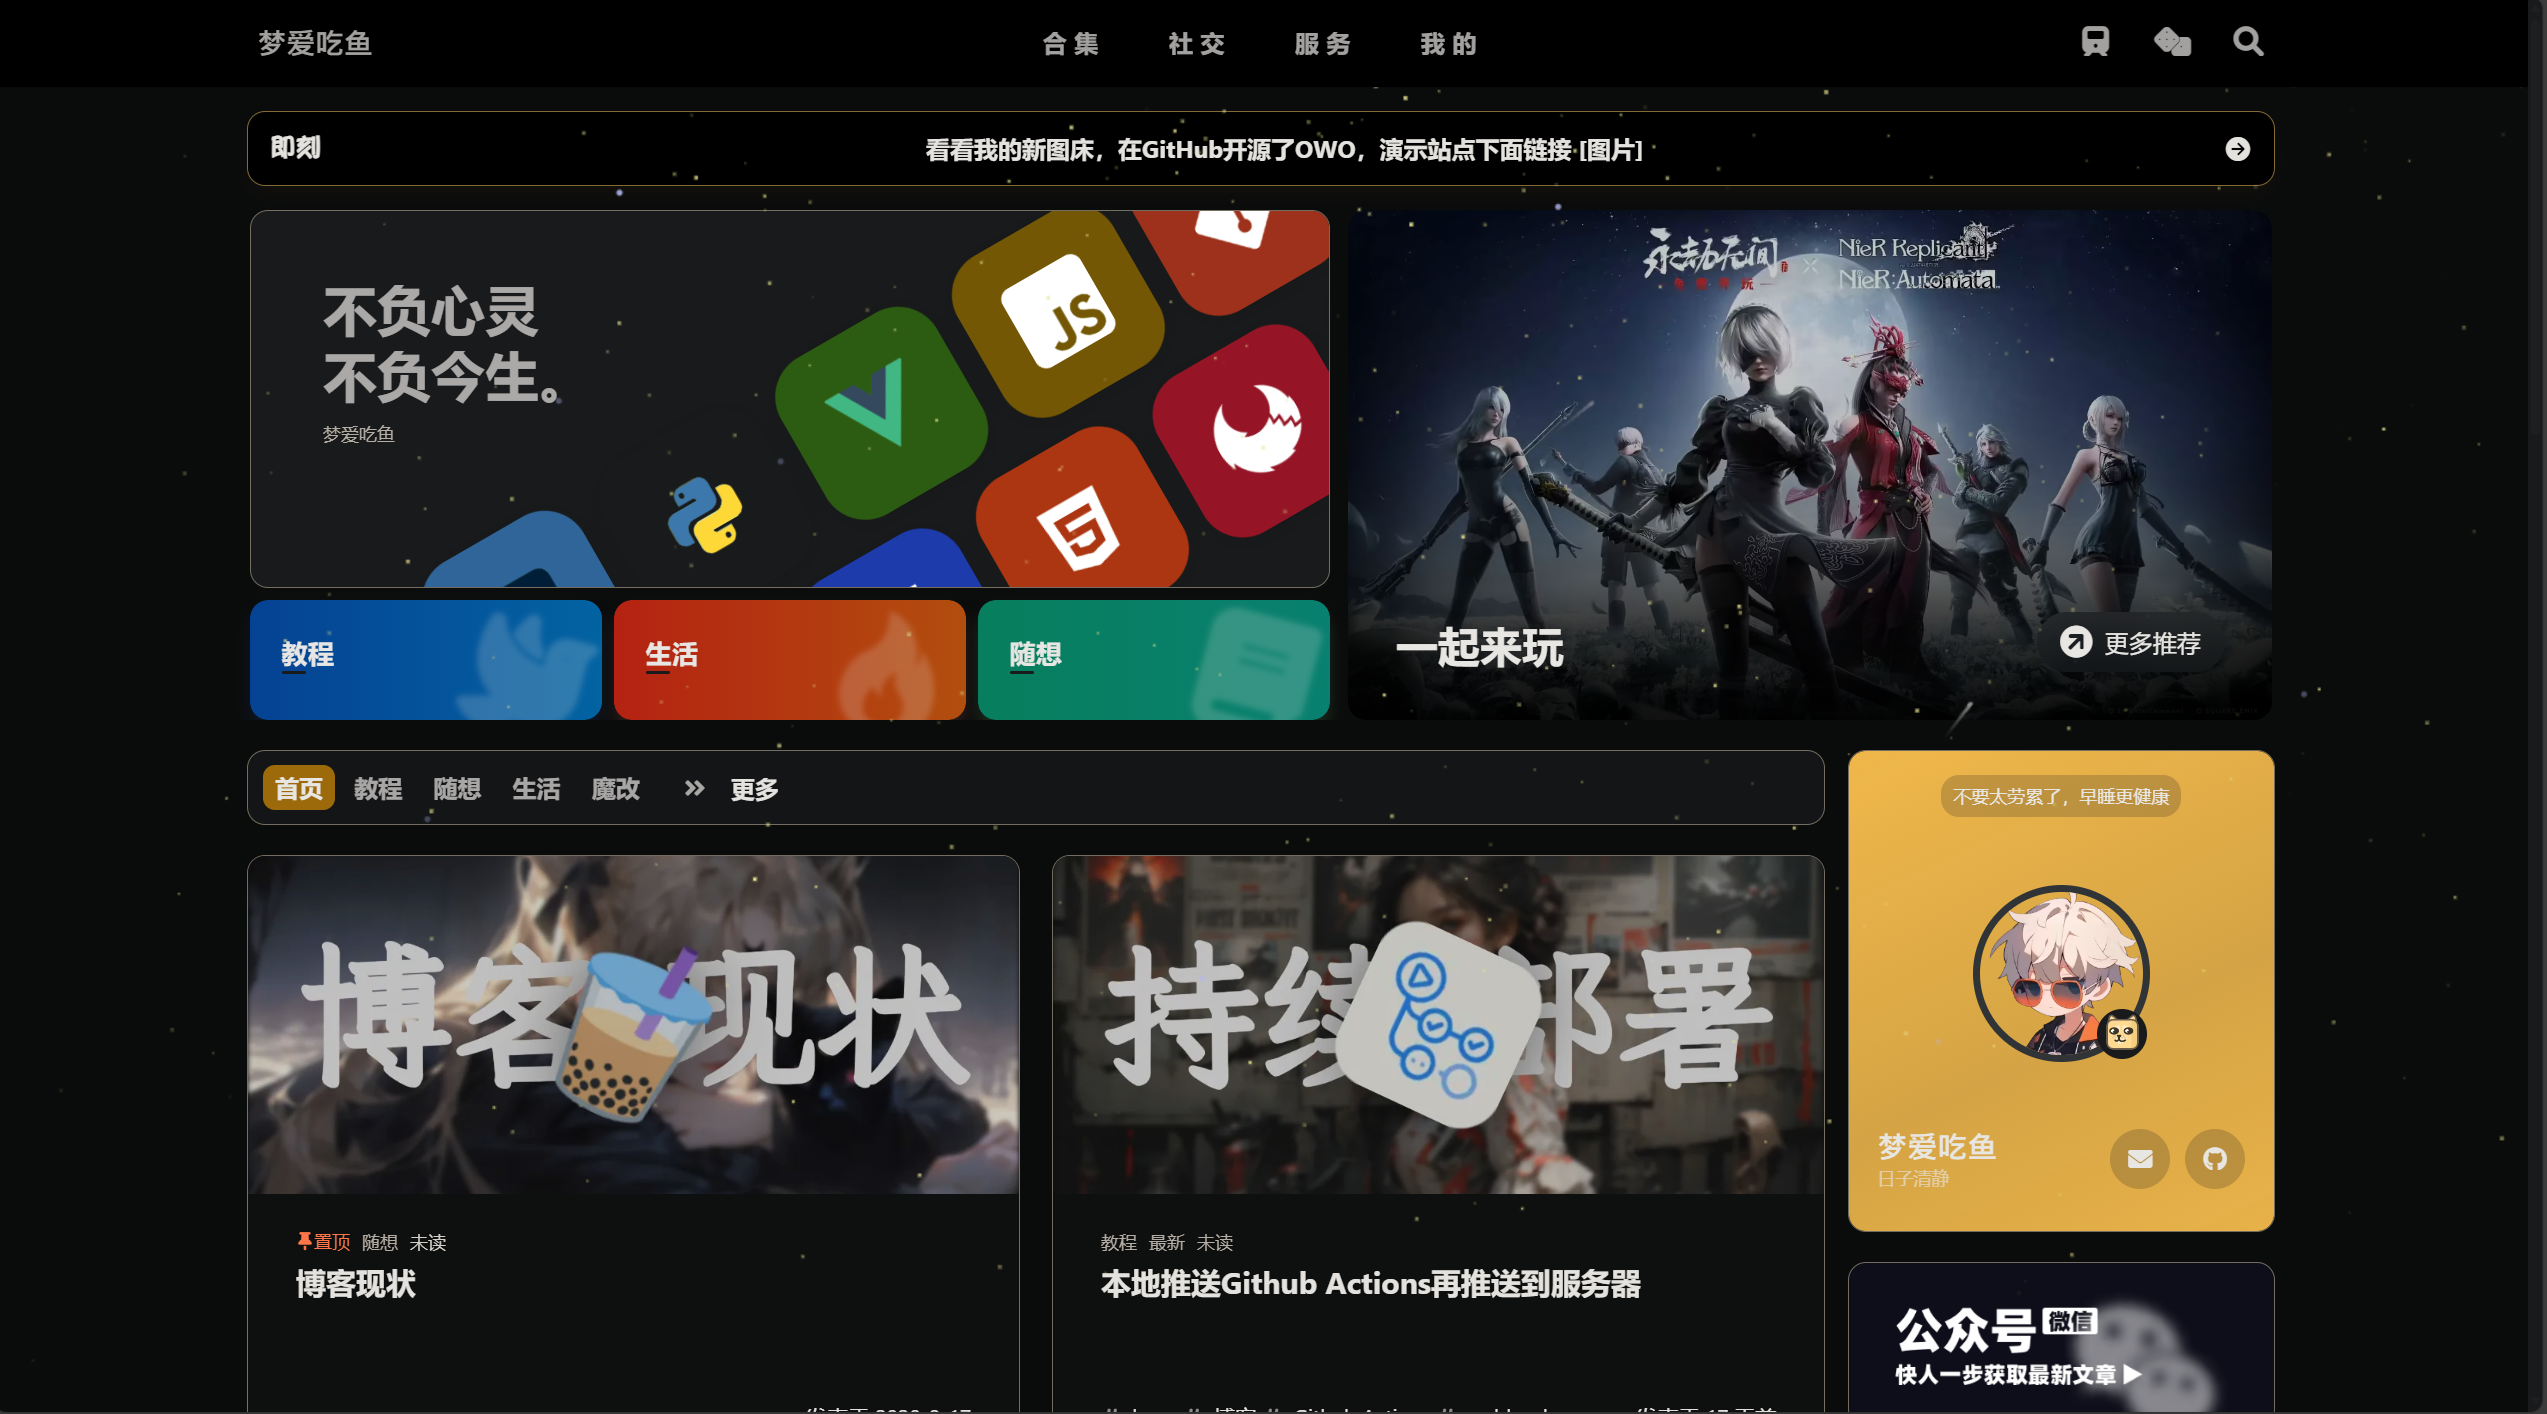 梦爱吃鱼
合集 社交 服务 我的
即刻
看看我的新图床，在GitHub开源了OWO，演示站点下面链接 [图片]
不负心灵
不负今生。
梦爱吃鱼
JS
永劫无间
NieR Replicant
NieR:Automata
教程
生活
随想
一起来玩
更多推荐
首页 教程 随想 生活 魔改 更多
不要太劳累了，早睡更健康
博客现状
持续部署
梦爱吃鱼
日子清静
置顶 随想 未读
博客现状
教程 最新 未读
本地推送Github Actions再推送到服务器
公众号 微信
快人一步获取最新文章